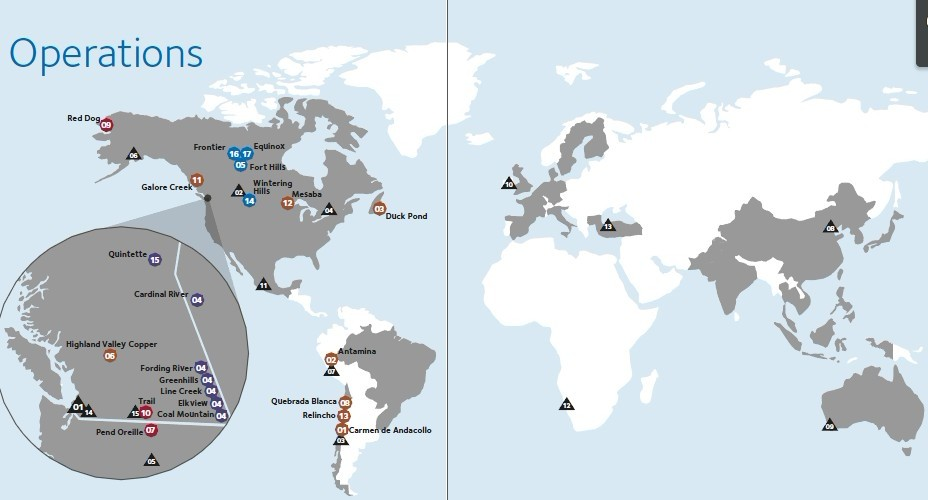 Operations
Red Dog
09
06
Frontier
Equinox
16
17
05
Fort Hills
Galore Creek
11
02
Wintering
Hills
14
Mesaba
12
04
03
Duck Pond
11
Quintette
15
Cardinal River
04
Highland Valley Copper
06
Fording River
04
Greenhills
04
Line Creek
04
Elkview
04
Coal Mountain
04
01
14
15
Trail
10
Pend Oreille
07
05
Antamina
02
07
Quebrada Blanca
08
Relincho
13
01
Carmen de Andacollo
03
10
13
08
12
09